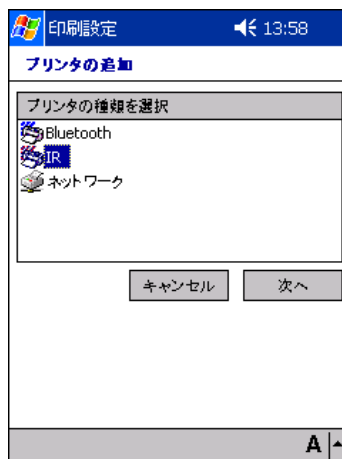 印刷設定 13:58
プリンタの追加
プリンタの種類を選択
Bluetooth
IR
ネットワーク
キャンセル 次へ
A